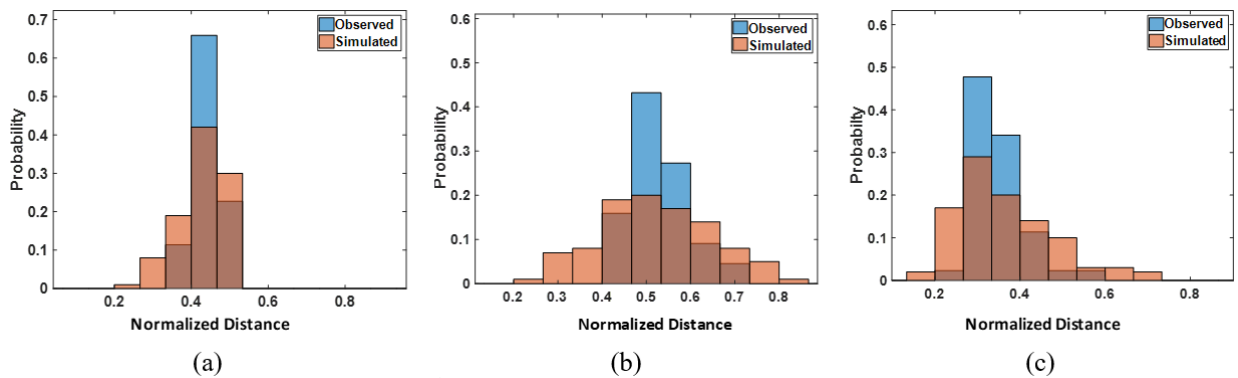 Observed
Simulated
Probability
0.7
0.6
0.5
0.4
0.3
0.2
0.1
0
0.2 0.4 0.6 0.8
Normalized Distance
(a)
Observed
Simulated
Probability
0.6
0.5
0.4
0.3
0.2
0.1
0
0.2 0.3 0.4 0.5 0.6 0.7 0.8
Normalized Distance
(b)
Observed
Simulated
Probabilty
0.6
0.5
0.4
0.3
0.2
0.1
0
0.2 0.4 0.6 0.8
Normalized Distance
(c)